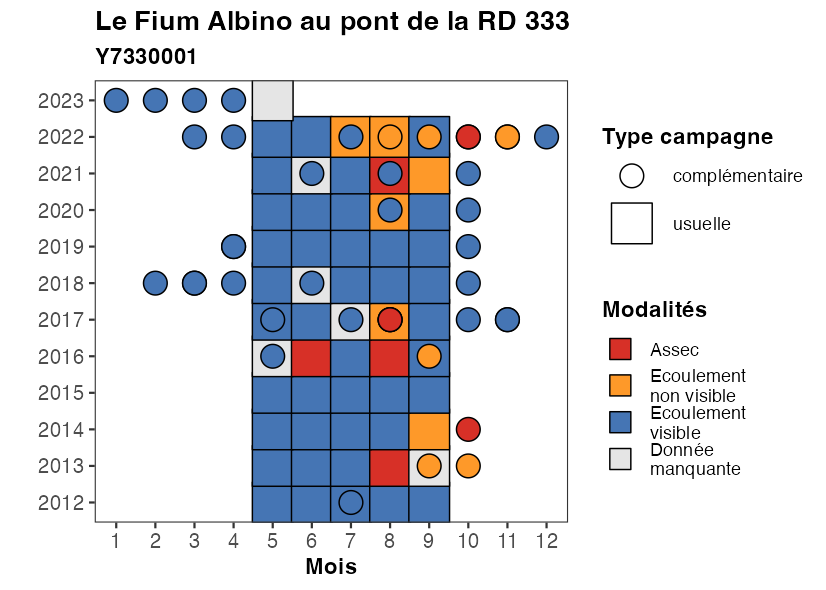 Le Fium Albino au pont de la RD 333
Y7330001
2023
2022
2021
2020
2019
2018
2017
2016
2015
2014
2013
2012
1 2 3 4 5 6 7 8 9 10 11 12
Mois
Type campagne
complémentaire
usuelle
Modalités
Assec
Ecoulement
non visible
Ecoulement
visible
Donnée
manquante